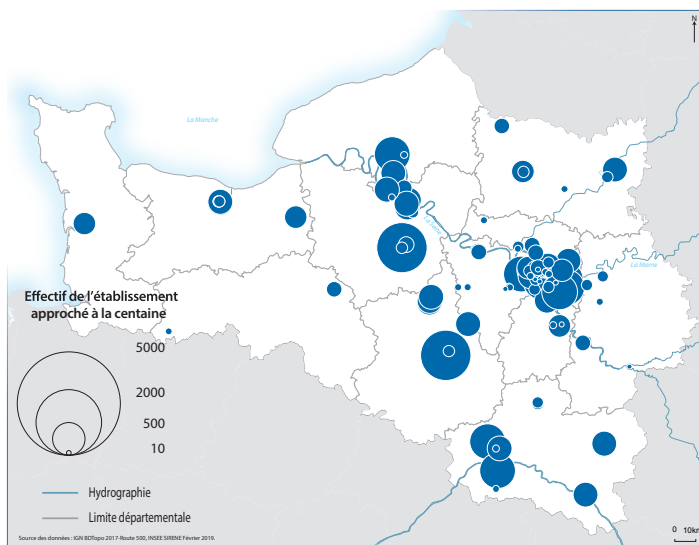 N
La Manche
La Seine
La Marne
Effectif de l'établissement
approché à la centaine
5000
2000
500
10
Hydrographie
Limite départementale
0 10km
Source des données : IGN BDTopo 2017-Route 500, INSEE SIRENE Février 2019.